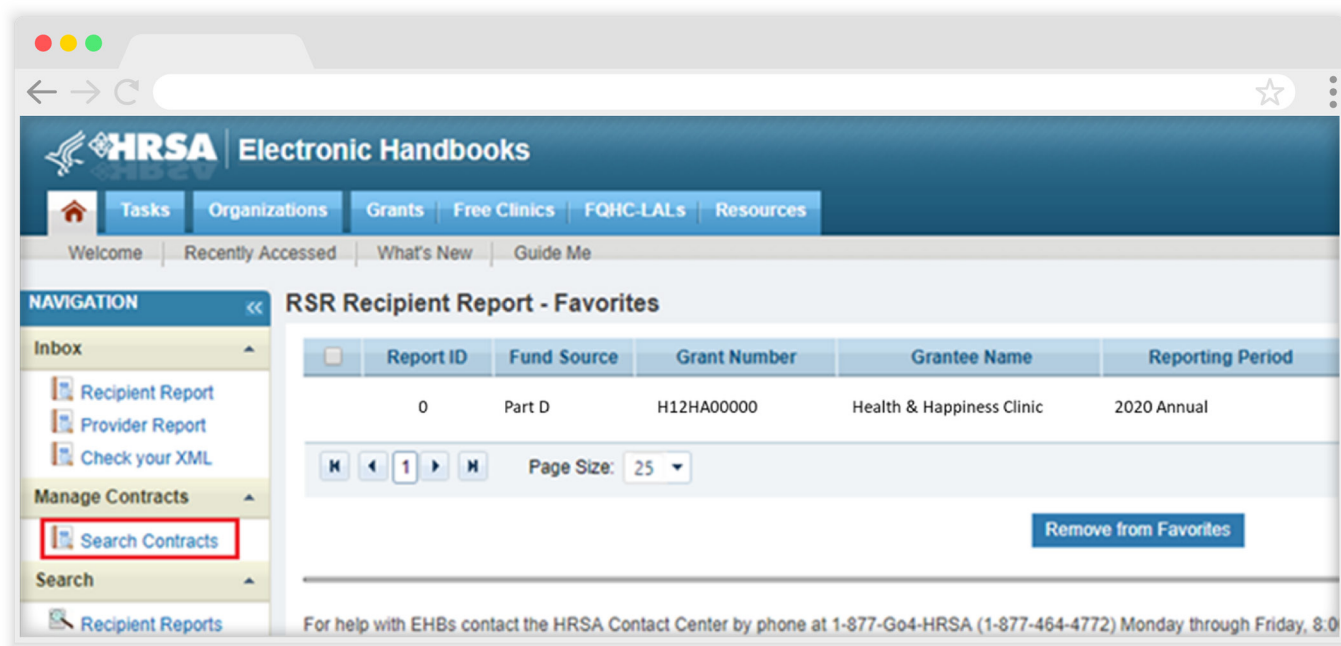 HRSA Electronic Handbooks
Tasks Organizations Grants Free Clinics FQHC-LALs Resources
Welcome Recently Accessed What's New Guide Me
NAVIGATION
Inbox
Recipient Report
Provider Report
Check your XML
Manage Contracts
Search Contracts
Search
Recipient Reports
RSR Recipient Report - Favorites
Report ID Fund Source Grant Number Grantee Name Reporting Period
0 Part D H12HA00000 Health & Happiness Clinic 2020 Annual
1 Page Size: 25
Remove from Favorites
For help with EHBs contact the HRSA Contact Center by phone at 1-877-Go4-HRSA (1-877-464-4772) Monday through Friday, 8:0